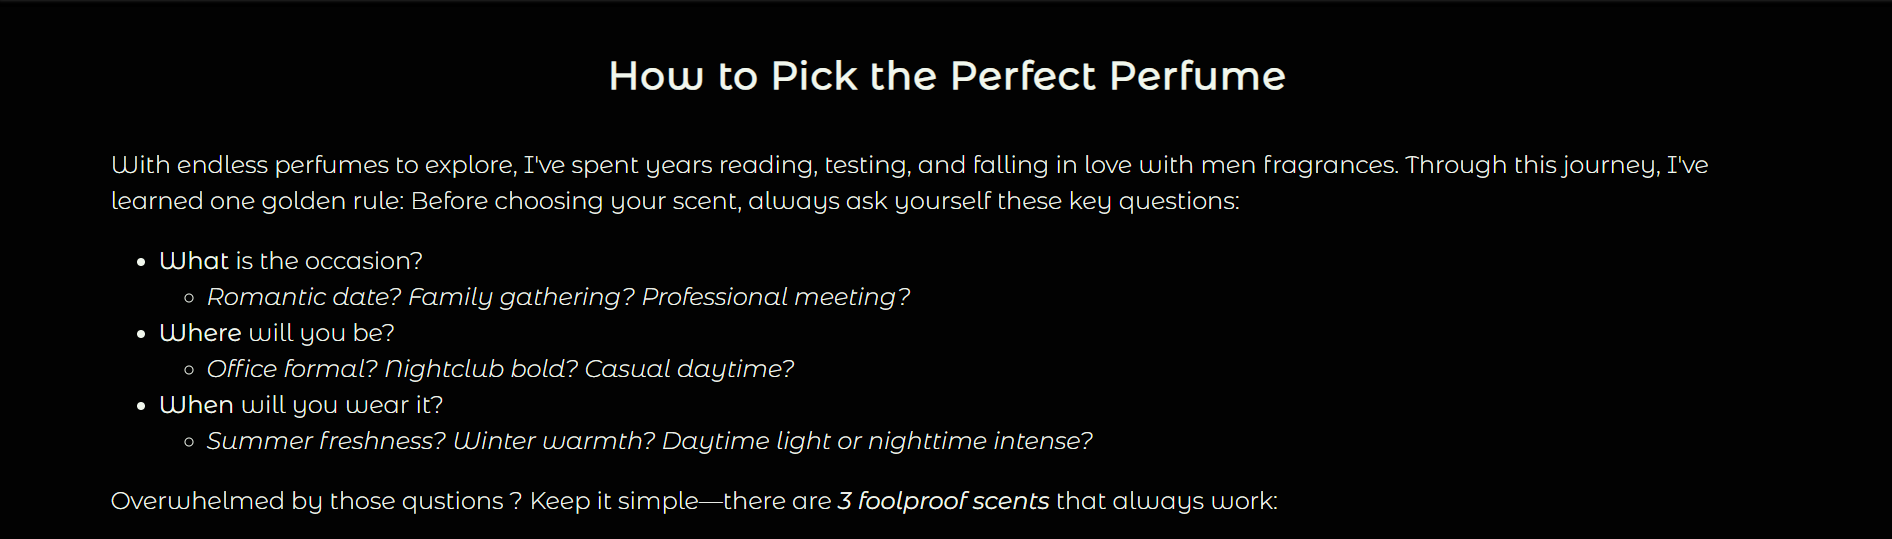 How to Pick the Perfect Perfume
With endless perfumes to explore, I've spent years reading, testing, and falling in love with men fragrances. Through this journey, I've
learned one golden rule: Before choosing your scent, always ask yourself these key questions:
• What is the occasion?
◦ Romantic date? Family gathering? Professional meeting?
• Where will you be?
◦ Office formal? Nightclub bold? Casual daytime?
• When will you wear it?
◦ Summer freshness? Winter warmth? Daytime light or nighttime intense?
Overwhelmed by those qustions ? Keep it simple—there are 3 foolproof scents that always work: